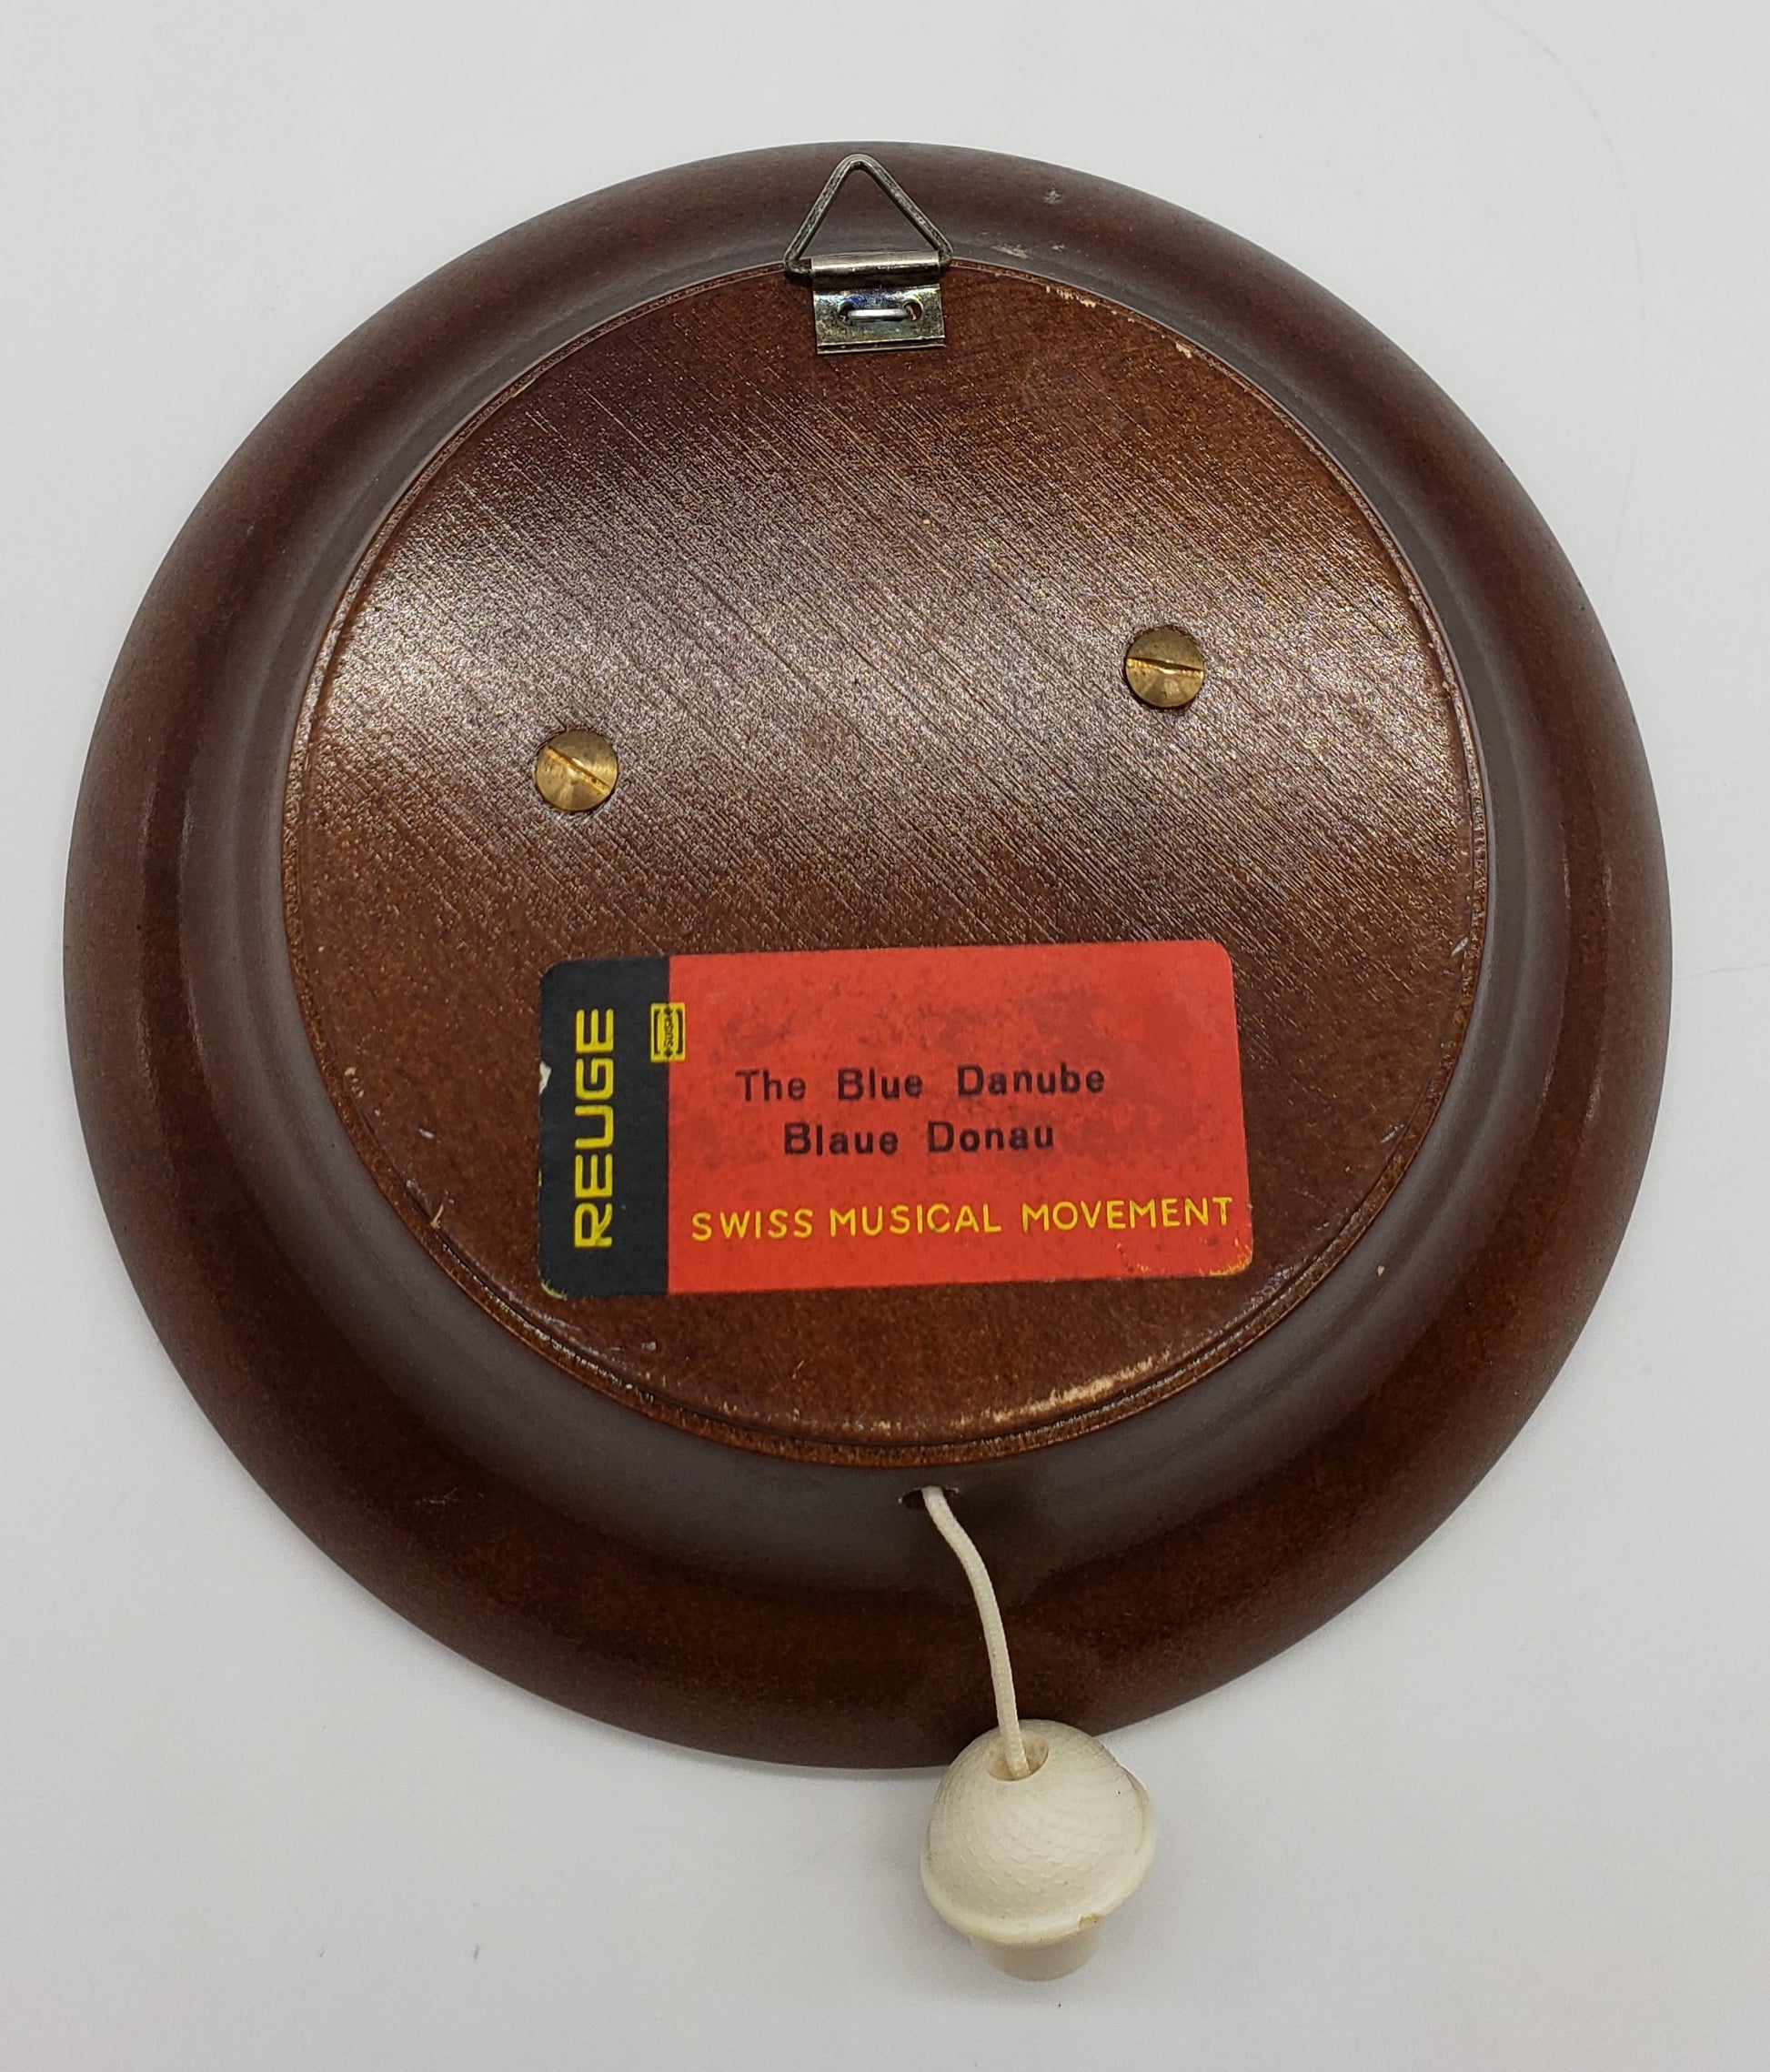 REUGE
The Blue Danube
Blaue Donau
SWISS MUSICAL MOVEMENT